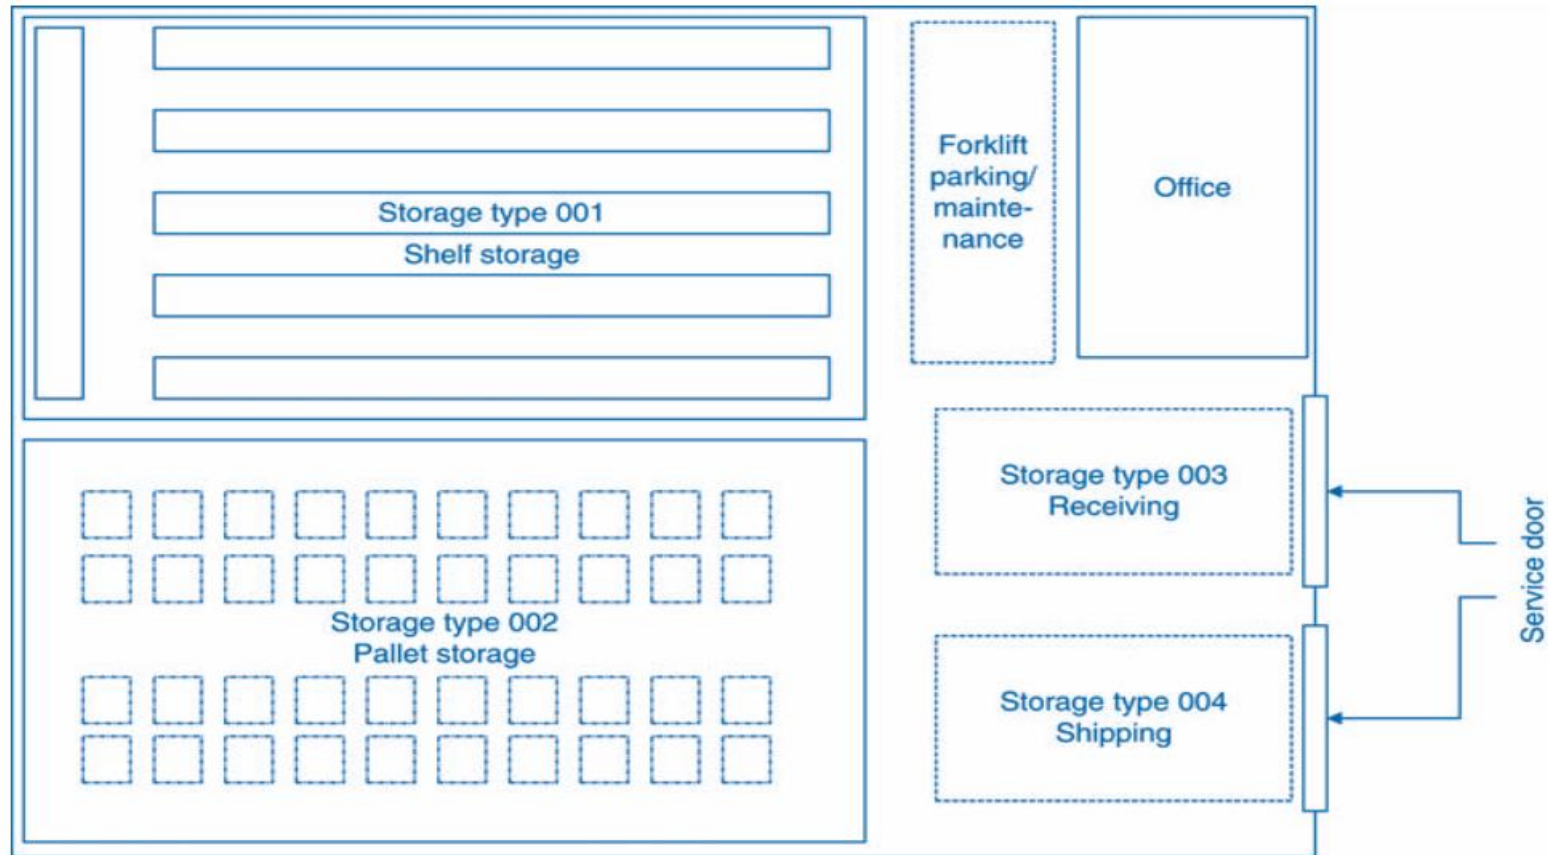 Storage type 001
Shelf storage
Forklift
parking/
mainte-
nance
Office
Storage type 002
Pallet storage
Storage type 003
Receiving
Storage type 004
Shipping
Service door